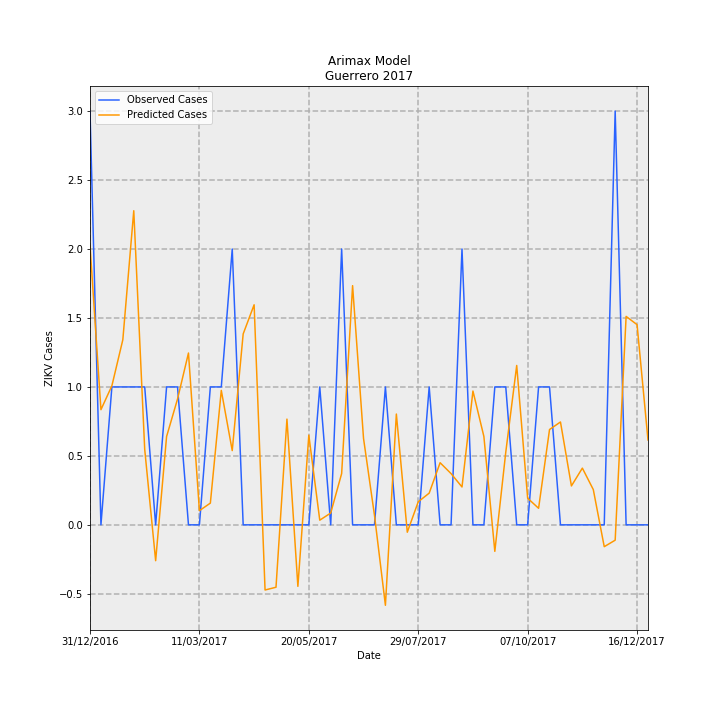 Arimax Model
Guerrero 2017
Observed Cases
Predicted Cases
3.0
2.5
2.0
1.5
1.0
0.5
0.0
−0.5
ZIKV Cases
31/12/2016 11/03/2017 20/05/2017 29/07/2017 07/10/2017 16/12/2017
Date